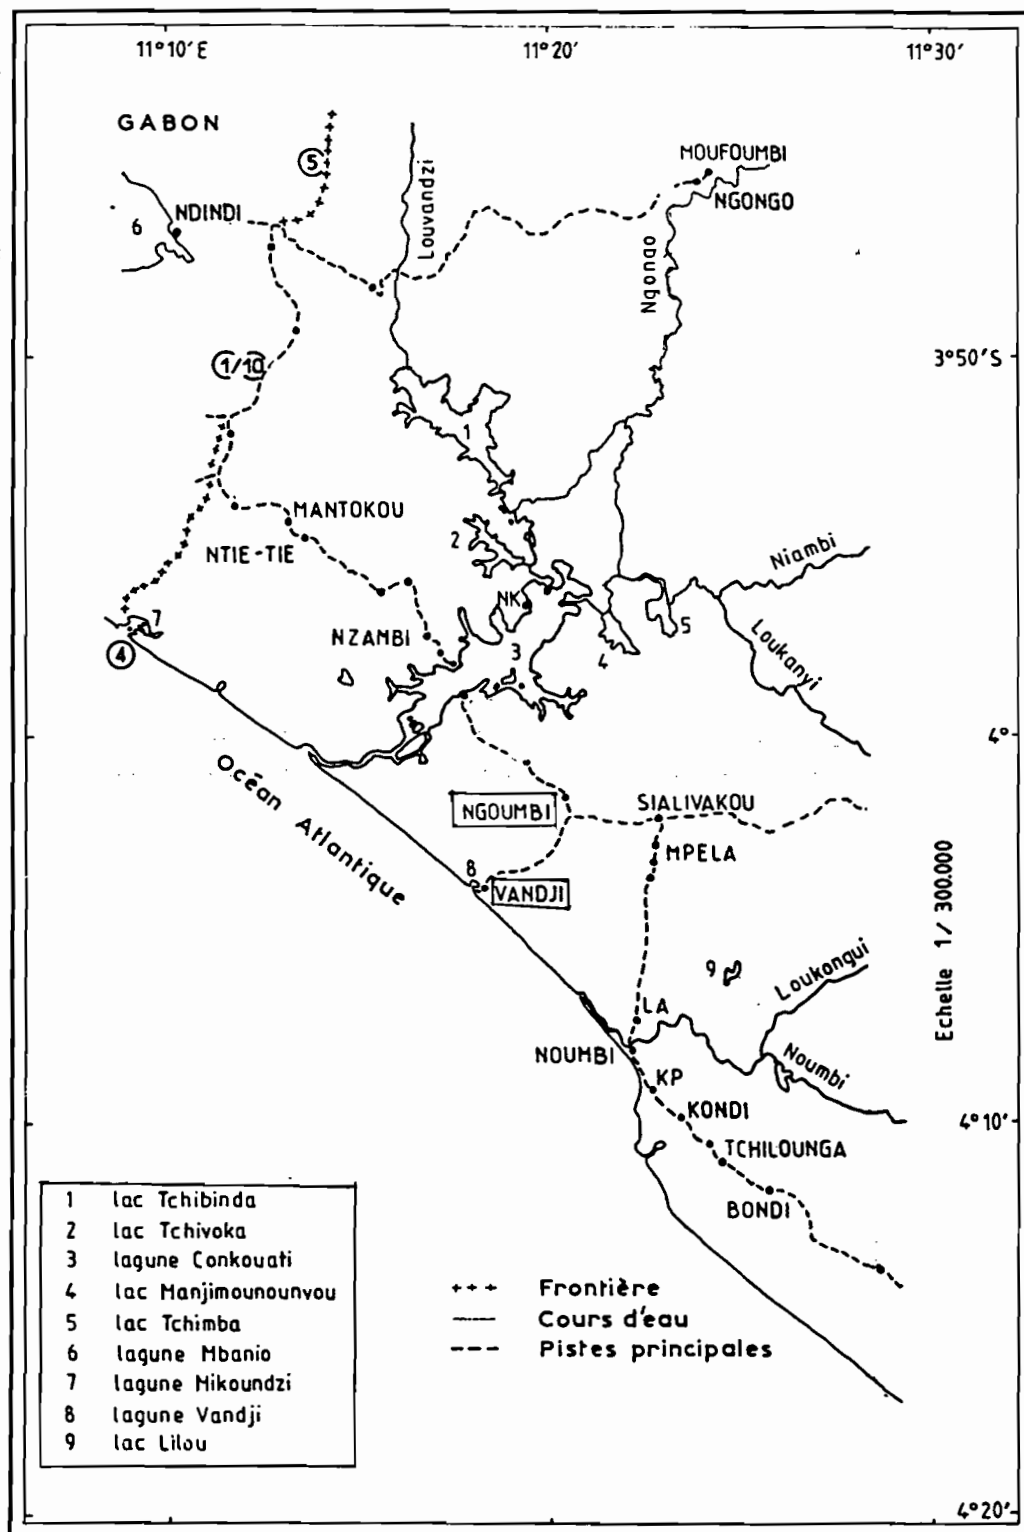 11°10'E
11°20'
11°30'
GABON
5
MOUFOUMBI
NGONGO
Louvandzi
6
NDINDI
Ngongo
1/10
3°50'S
1
MANTOKOU
2
NTIE-TIE
Niambi
NK
7
NZAMBI
5
Loukanyi
3
4
4
8
4°
Océan Atlantique
NGOUMBI
SIALIVAKOU
MPELA
8
VANDJI
9
Loukongui
Echelle 1/300.000
LA
NOUMBI
Noumbi
KP
KONDI
4°10'
TCHILOUNGA
BONDI
1 lac Tchibinda
2 lac Tchivoka
3 lagune Conkouati
4 lac Manjimounounvou
5 lac Tchimba
6 lagune Mbanio
7 lagune Mikoundzi
8 lagune Vandji
9 lac Lilou
+++ Frontière
— Cours d'eau
--- Pistes principales
4°20'